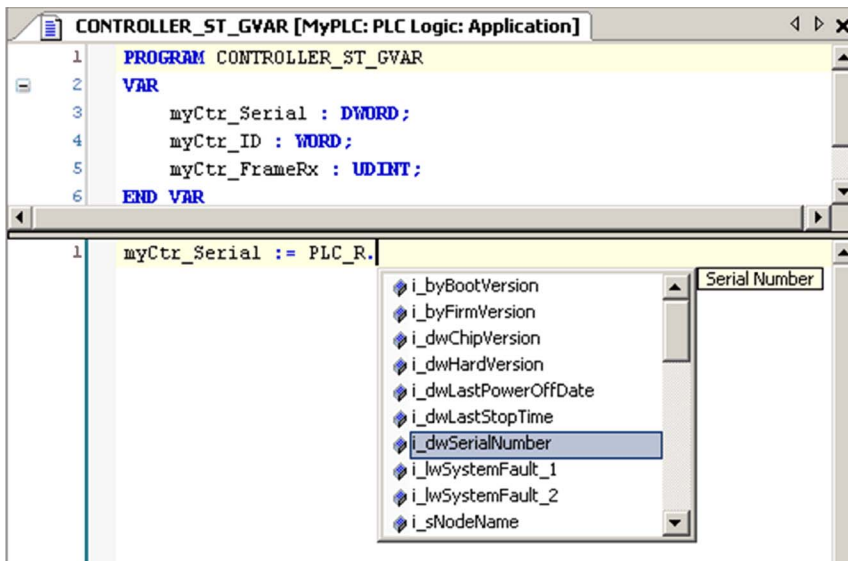 CONTROLLER_ST_GVAR [MyPLC: PLC Logic: Application]
1 PROGRAM CONTROLLER_ST_GVAR
2 VAR
3 myCtr_Serial : DWORD;
4 myCtr_ID : WORD;
5 myCtr_FrameRx : UDINT;
6 END_VAR
1 myCtr_Serial := PLC_R.
i_byBootVersion
i_byFirmVersion
i_dwChipVersion
i_dwHardVersion
i_dwLastPowerOffDate
i_dwLastStopTime
i_dwSerialNumber
Serial Number
i_lwSystemFault_1
i_lwSystemFault_2
i_sNodeName